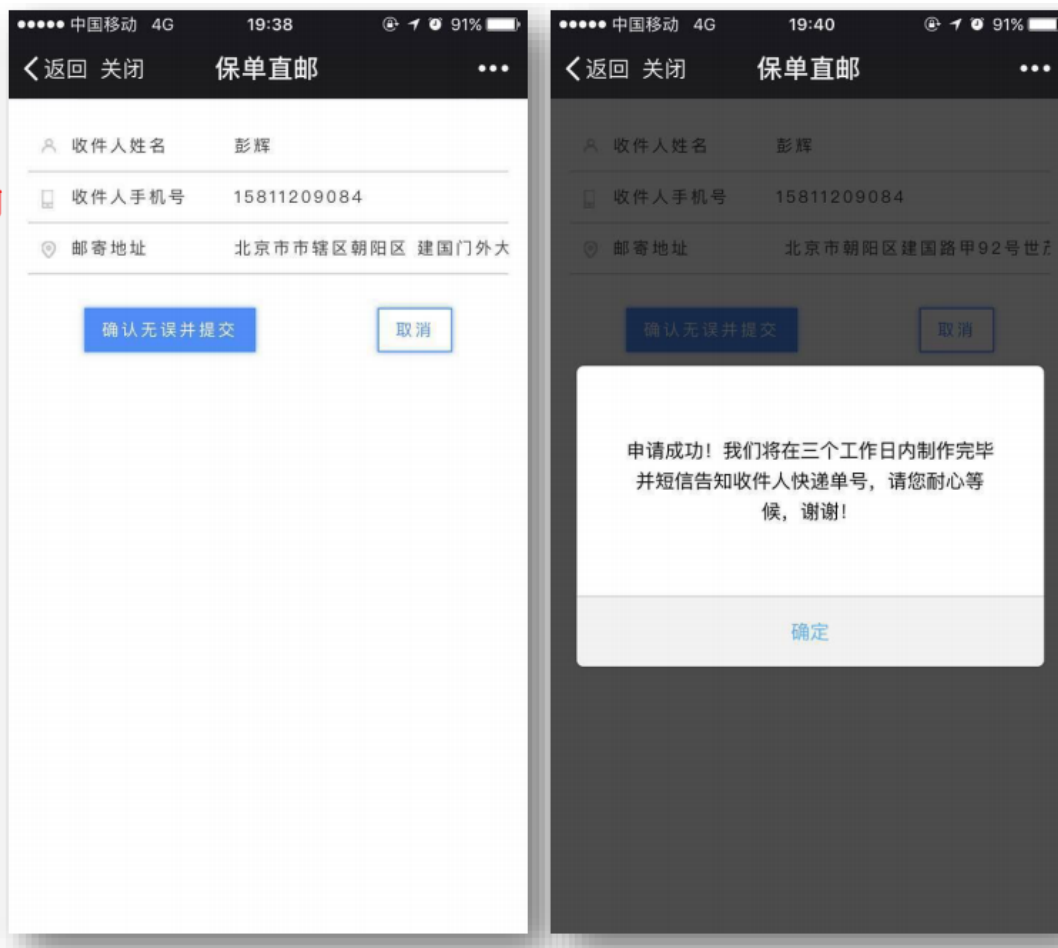 中国移动 4G 19:38 91%
返回 关闭 保单直邮
收件人姓名 彭辉
收件人手机号 15811209084
邮寄地址 北京市市辖区朝阳区 建国门外大
确认无误并提交 取消
中国移动 4G 19:40 91%
返回 关闭 保单直邮
收件人姓名 彭辉
收件人手机号 15811209084
邮寄地址 北京市朝阳区建国路甲92号世
确认无误并提交 取消
申请成功！我们将在三个工作日内制作完毕
并短信告知收件人快递单号，请您耐心等
候，谢谢！
确定